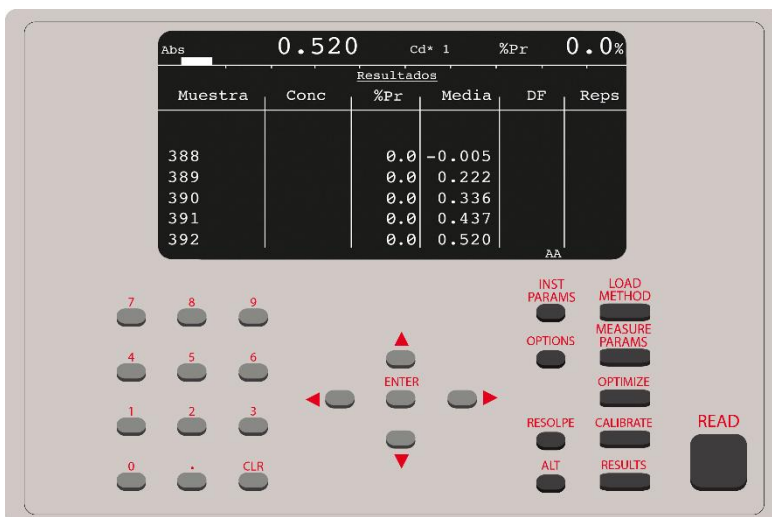 Abs 0.520 Cd* 1 %Pr 0.0%
Resultados
Muestra Conc %Pr Media DF Reps
388 0.0 -0.005
389 0.0 0.222
390 0.0 0.336
391 0.0 0.437
392 0.0 0.520
AA
INST PARAMS
LOAD METHOD
7 8 9
OPTIONS
MEASURE PARAMS
4 5 6
ENTER
OPTIMIZE
1 2 3
RESOLPE CALIBRATE READ
0 . CLR
ALT RESULTS